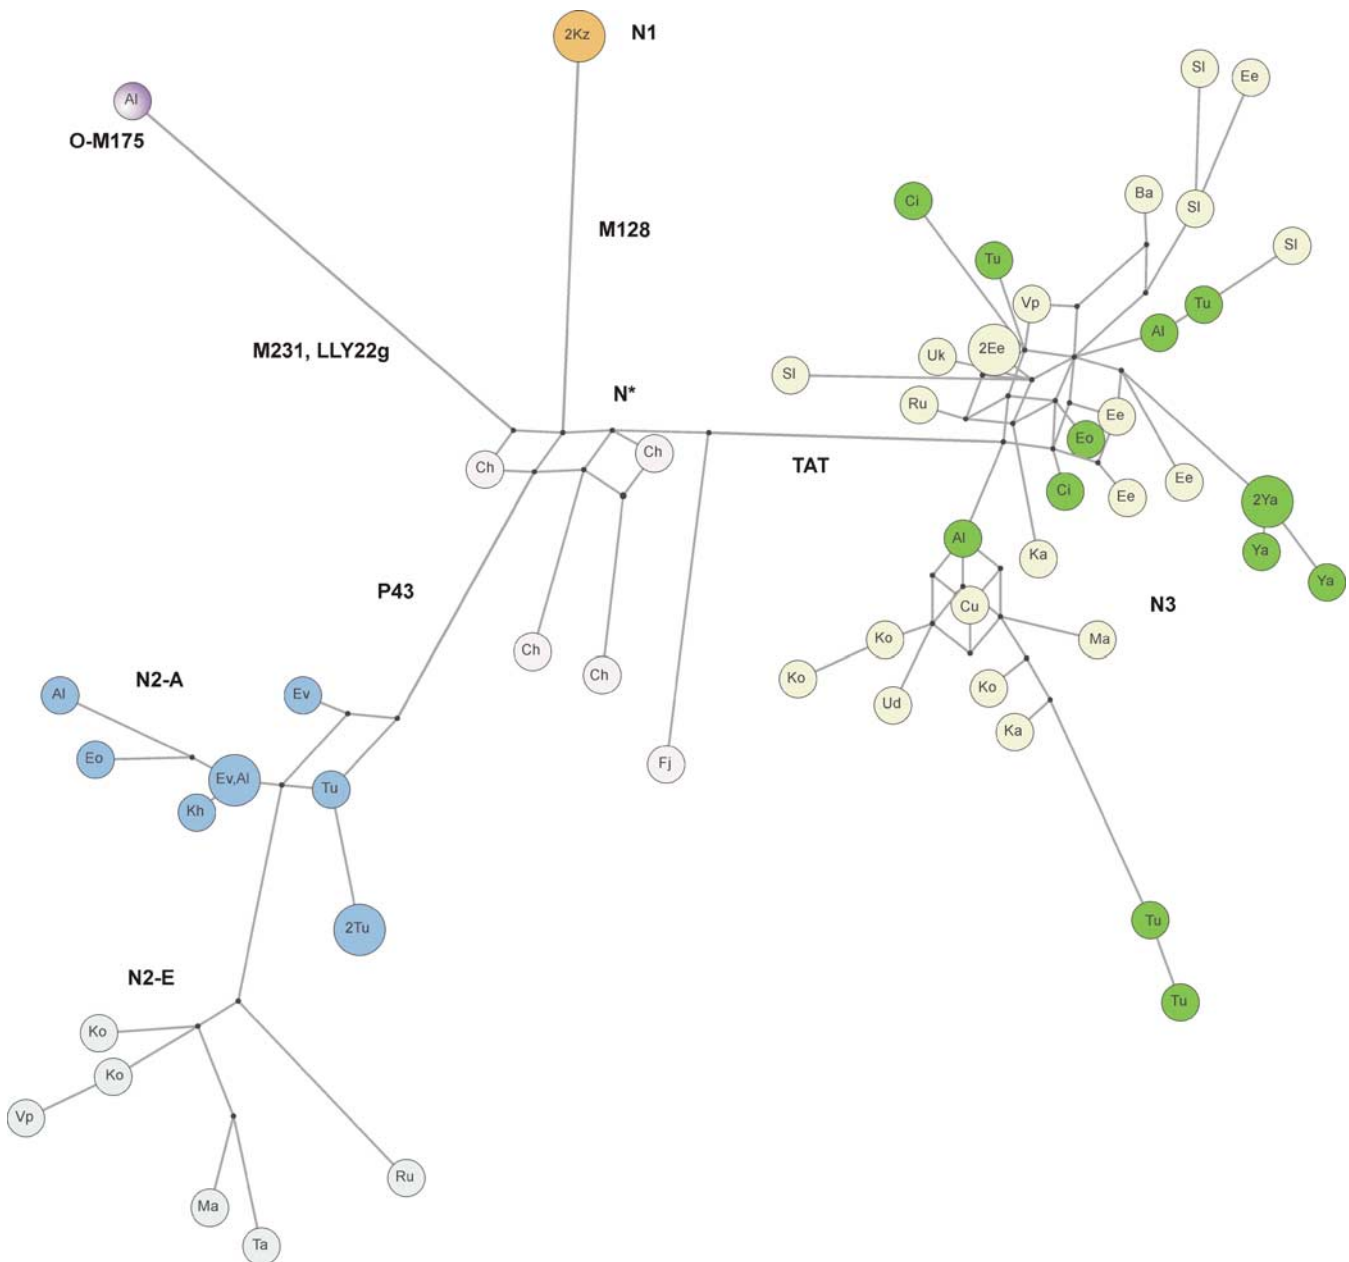 2Kz
N1
Al
O-M175
M128
M231, LLY22g
N*
Ch
Ch
TAT
Ch
Ch
Fj
P43
N2-A
Al
Ev
Eo
Ev,Al
Kh
Tu
2Tu
N2-E
Ko
Ko
Vp
Ma
Ta
Ru
Sl
Ee
Ci
Ba
Sl
Tu
Sl
Vp
Tu
Al
2Ee
Uk
Sl
Ru
Ee
Eo
Ee
Ci
Ee
2Ya
Al
Ka
Ya
Ya
N3
Cu
Ko
Ma
Ko
Ko
Ud
Ka
Tu
Tu